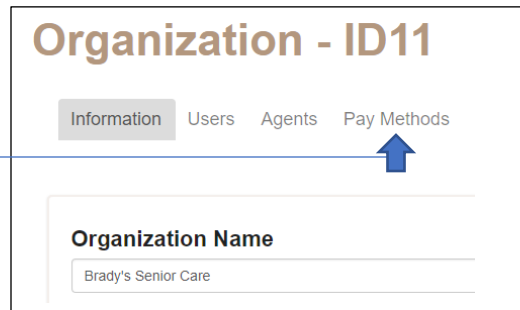 Organization - ID11
Information Users Agents Pay Methods
Organization Name
Brady's Senior Care